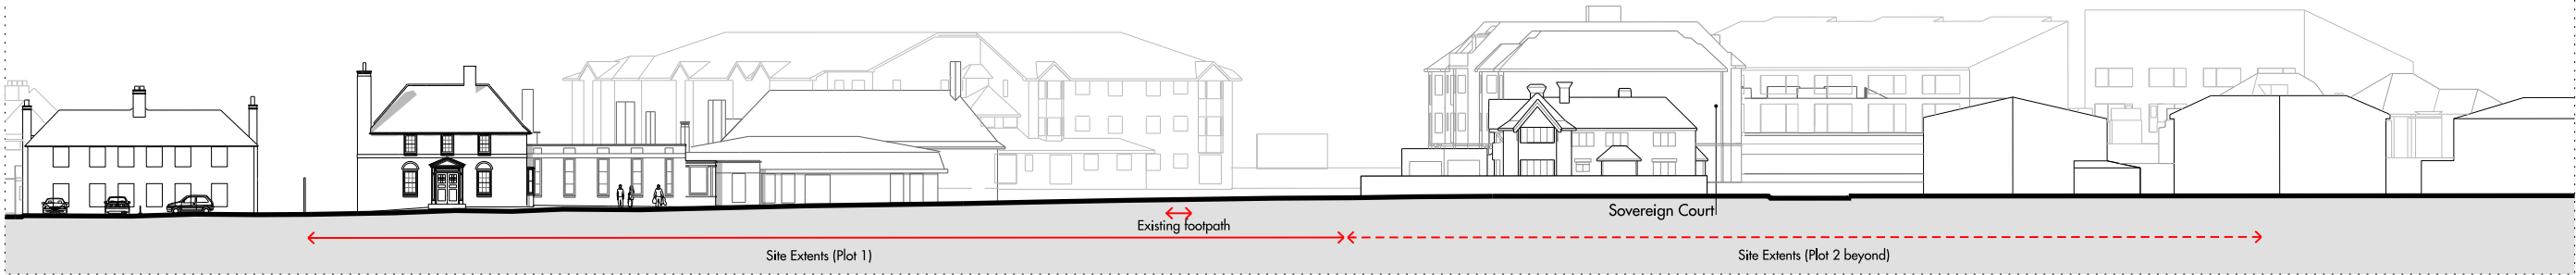 Sovereign Court
Existing footpath
Site Extents (Plot 1)
Site Extents (Plot 2 beyond)